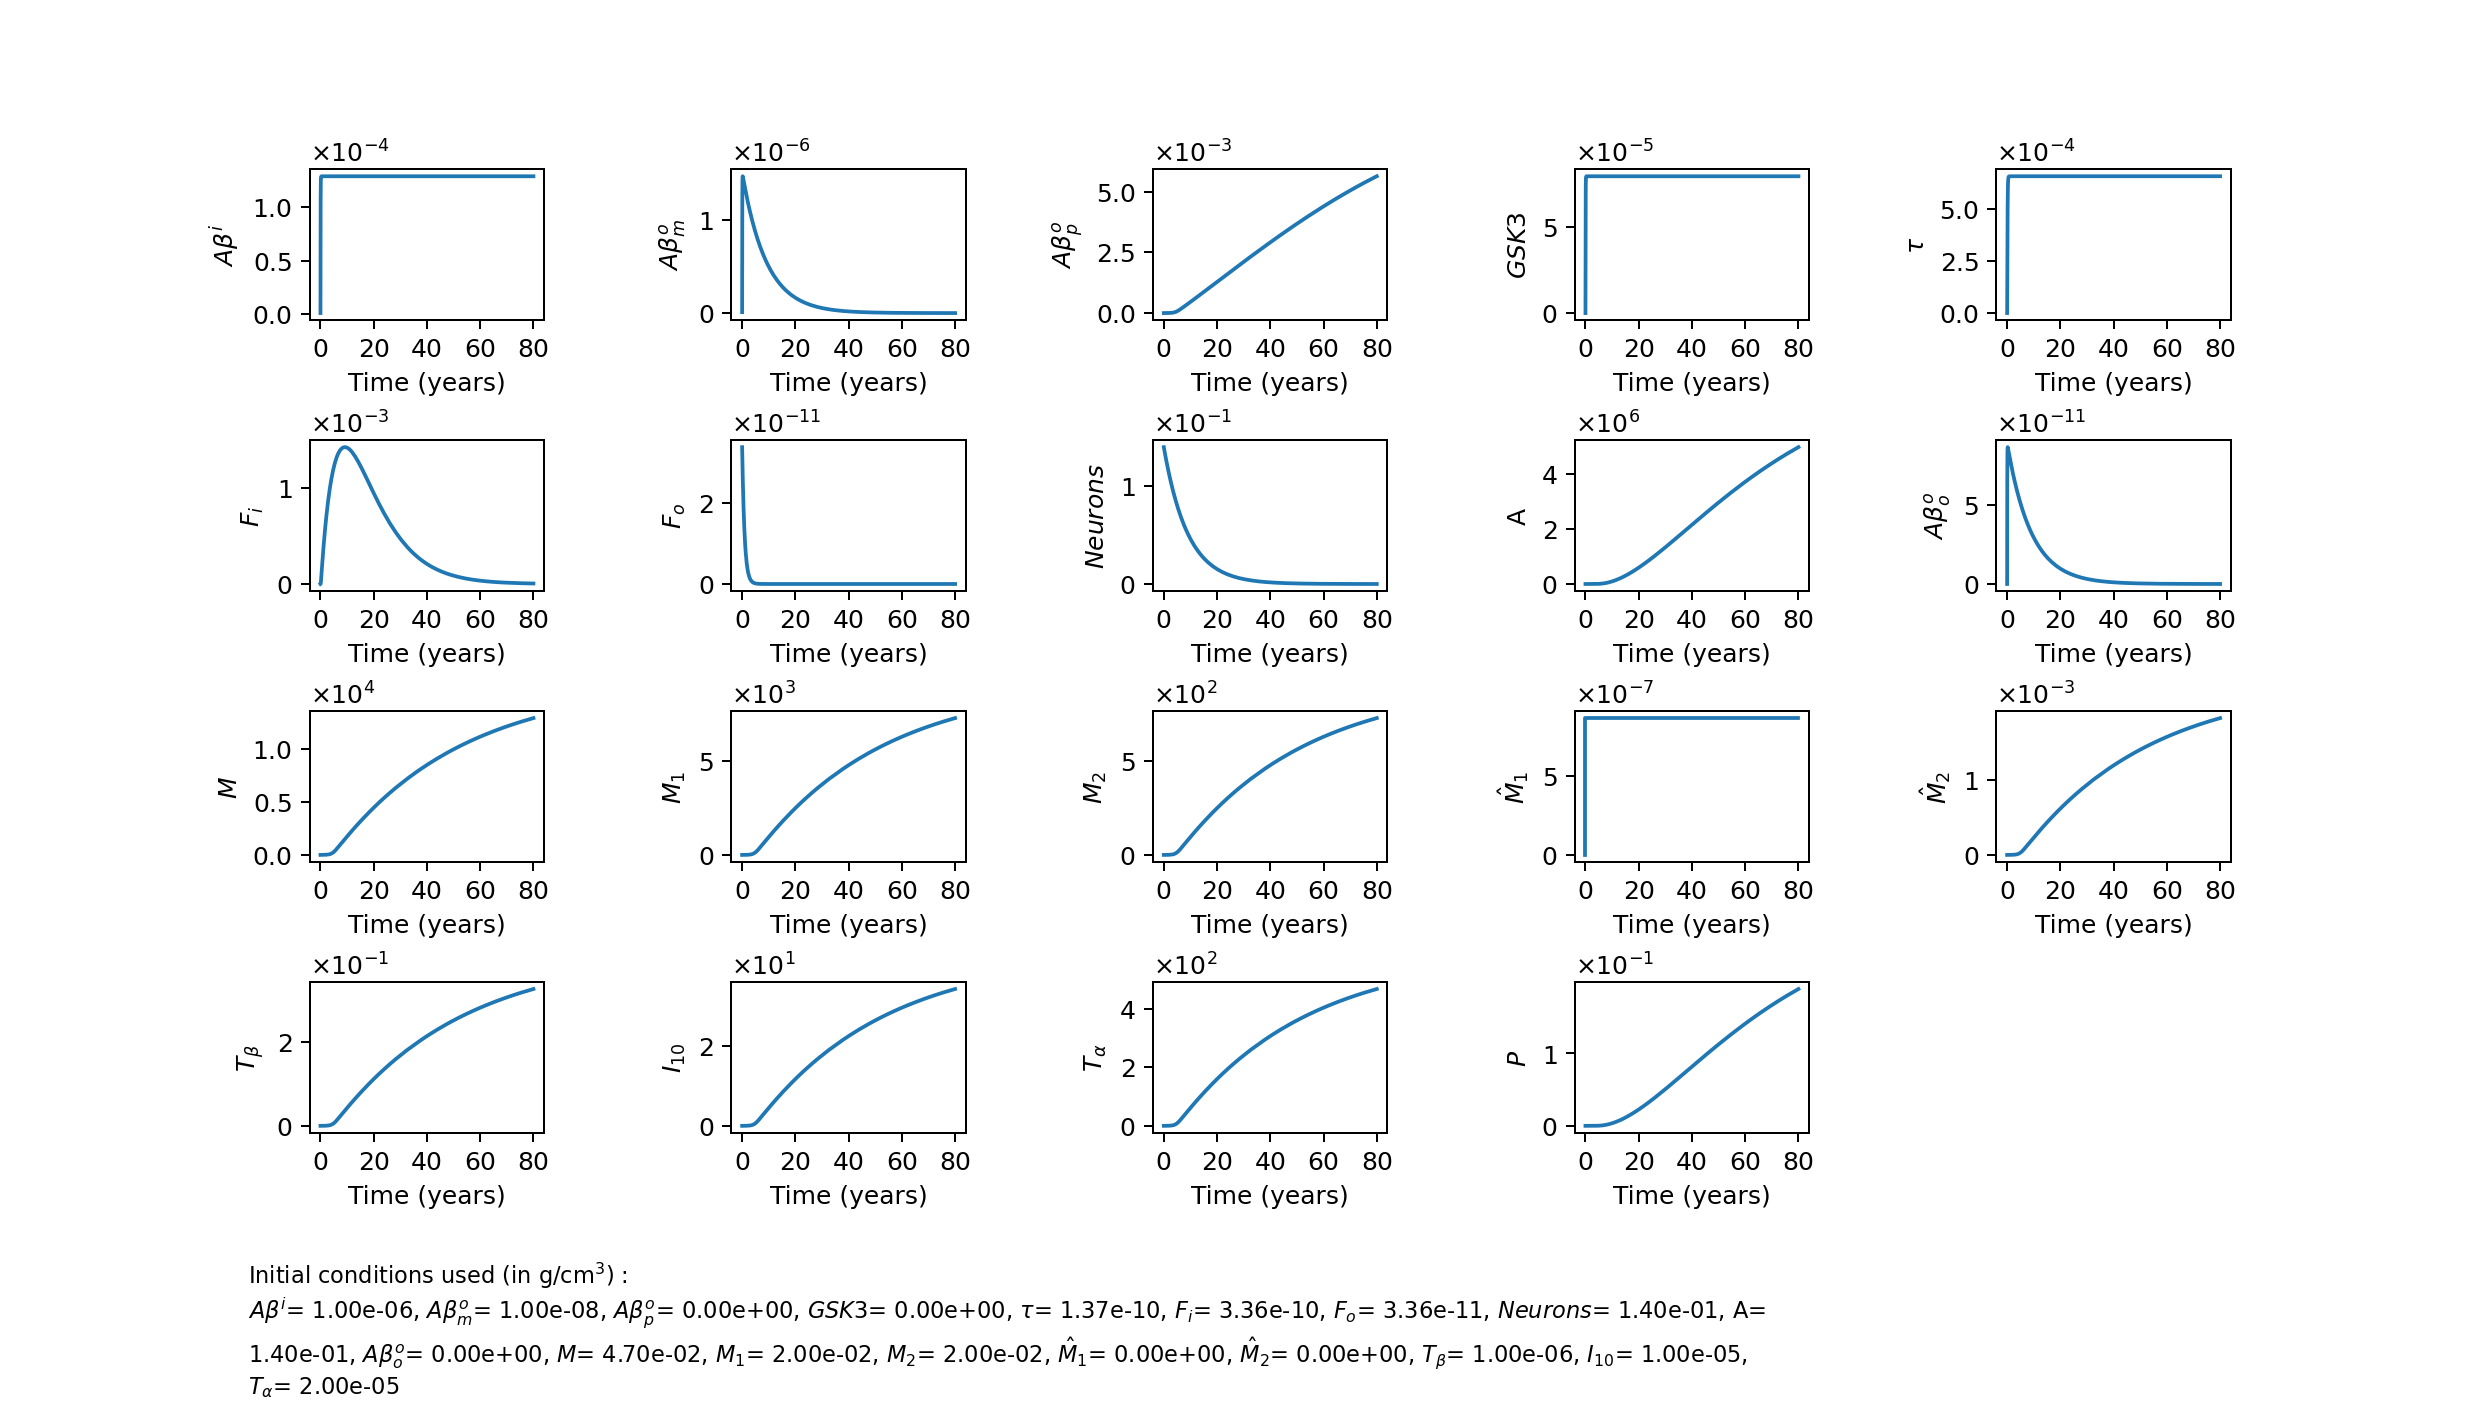 ×10⁻⁴ ×10⁻⁶ ×10⁻³ ×10⁻⁵ ×10⁻⁴
Aβⁱ 1.0 0.5 0.0
Aβₘᵒ 1 0
Aβₚᵒ 5.0 2.5 0.0
GSK3 5 0
τ 5.0 2.5 0.0
0 20 40 60 80 0 20 40 60 80 0 20 40 60 80 0 20 40 60 80 0 20 40 60 80
Time (years) Time (years) Time (years) Time (years) Time (years)
×10⁻³ ×10⁻¹¹ ×10⁻¹ ×10⁶ ×10⁻¹¹
Fᵢ 1 0
Fₒ 2 0
Neurons 1 0
A 4 2 0
Aβₒᵒ 5 0
0 20 40 60 80 0 20 40 60 80 0 20 40 60 80 0 20 40 60 80 0 20 40 60 80
Time (years) Time (years) Time (years) Time (years) Time (years)
×10⁴ ×10³ ×10² ×10⁻⁷ ×10⁻³
M 1.0 0.5 0.0
M₁ 5 0
M₂ 5 0
M̂₁ 5 0
M̂₂ 1 0
0 20 40 60 80 0 20 40 60 80 0 20 40 60 80 0 20 40 60 80 0 20 40 60 80
Time (years) Time (years) Time (years) Time (years) Time (years)
×10⁻¹ ×10¹ ×10² ×10⁻¹
Tᵦ 2 0
I₁₀ 2 0
T_α 4 2 0
P 1 0
0 20 40 60 80 0 20 40 60 80 0 20 40 60 80 0 20 40 60 80
Time (years) Time (years) Time (years) Time (years)
Initial conditions used (in g/cm³) :
Aβⁱ= 1.00e-06, Aβₘᵒ= 1.00e-08, Aβₚᵒ= 0.00e+00, GSK3= 0.00e+00, τ= 1.37e-10, Fᵢ= 3.36e-10, Fₒ= 3.36e-11, Neurons= 1.40e-01, A=
1.40e-01, Aβₒᵒ= 0.00e+00, M= 4.70e-02, M₁= 2.00e-02, M₂= 2.00e-02, M̂₁= 0.00e+00, M̂₂= 0.00e+00, Tᵦ= 1.00e-06, I₁₀= 1.00e-05,
T_α= 2.00e-05